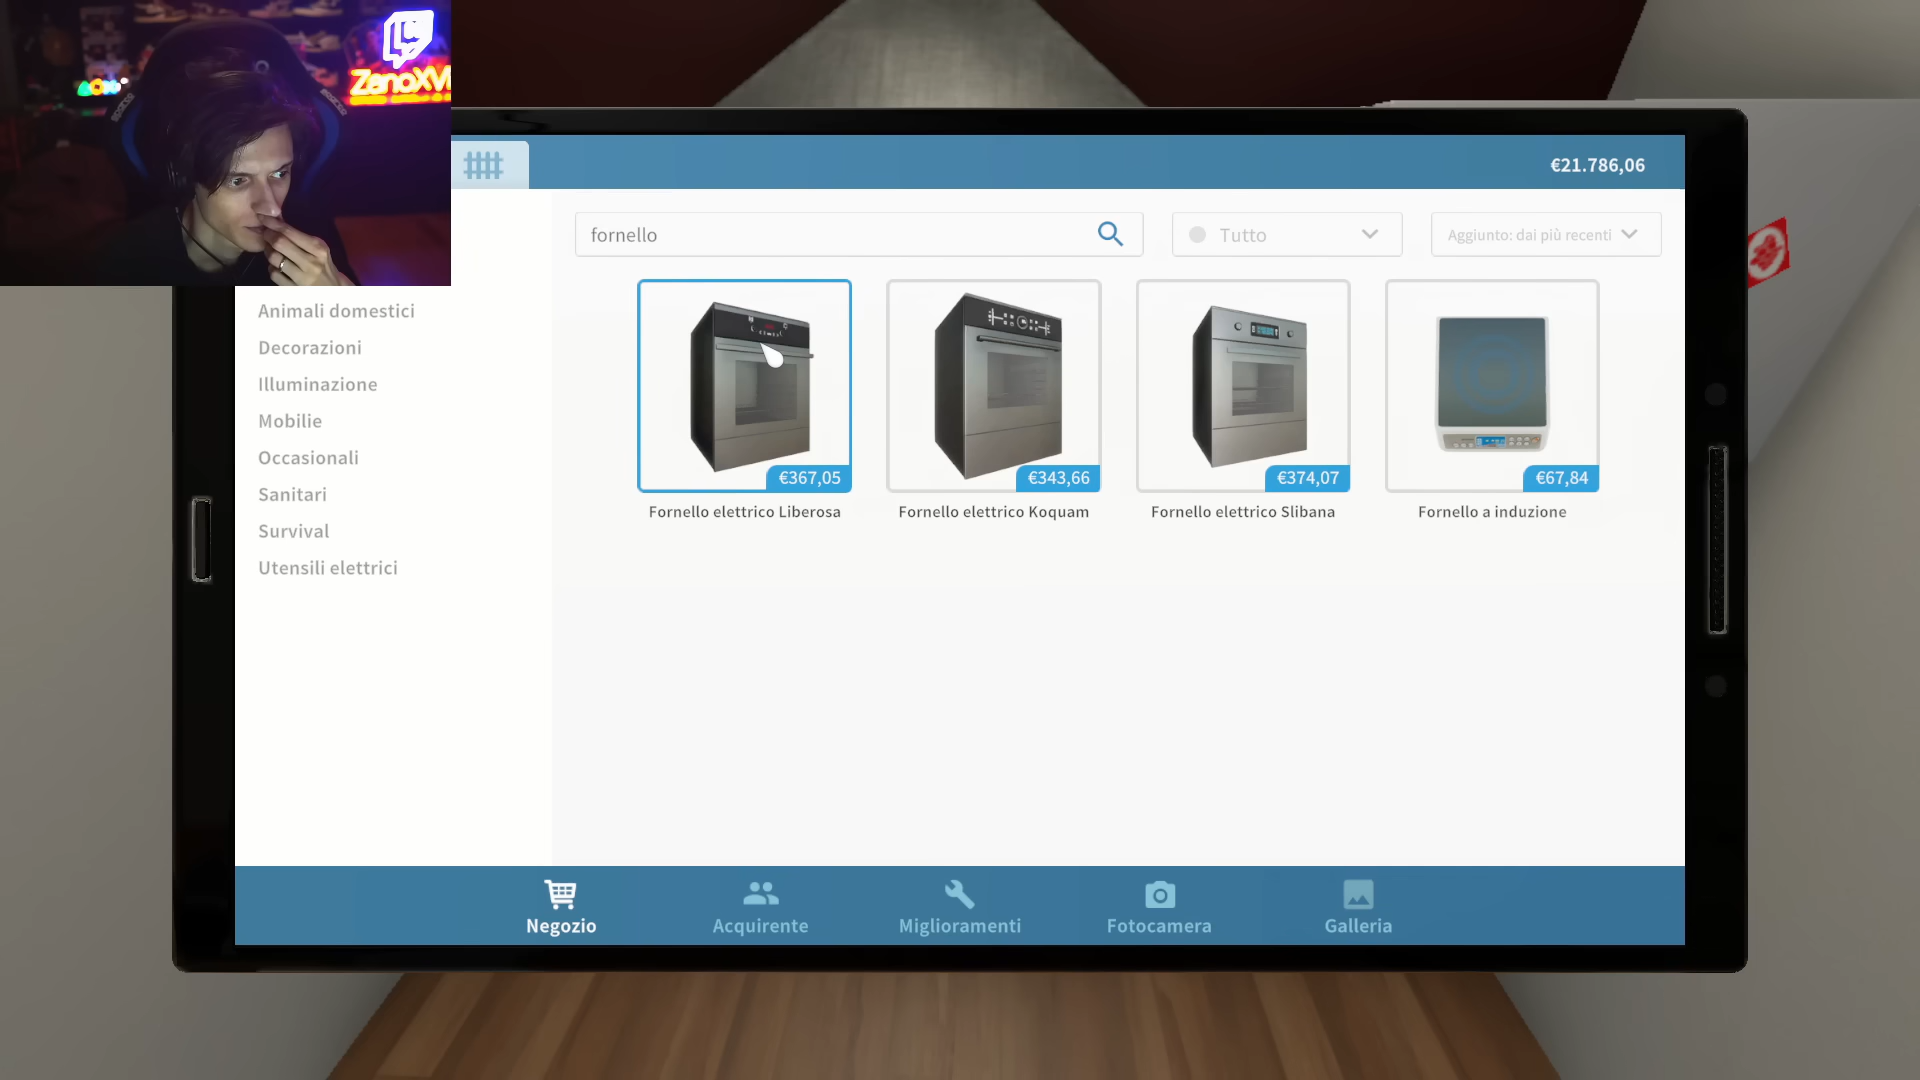 ZenoXV
€21.786,06
fornello
Tutto
Aggiunto: dai più recenti
Animali domestici
Decorazioni
Illuminazione
Mobilie
Occasionali
Sanitari
Survival
Utensili elettrici
€367,05
€343,66
€374,07
€67,84
Fornello elettrico Liberosa
Fornello elettrico Koquam
Fornello elettrico Slibana
Fornello a induzione
Negozio
Acquirente
Miglioramenti
Fotocamera
Galleria